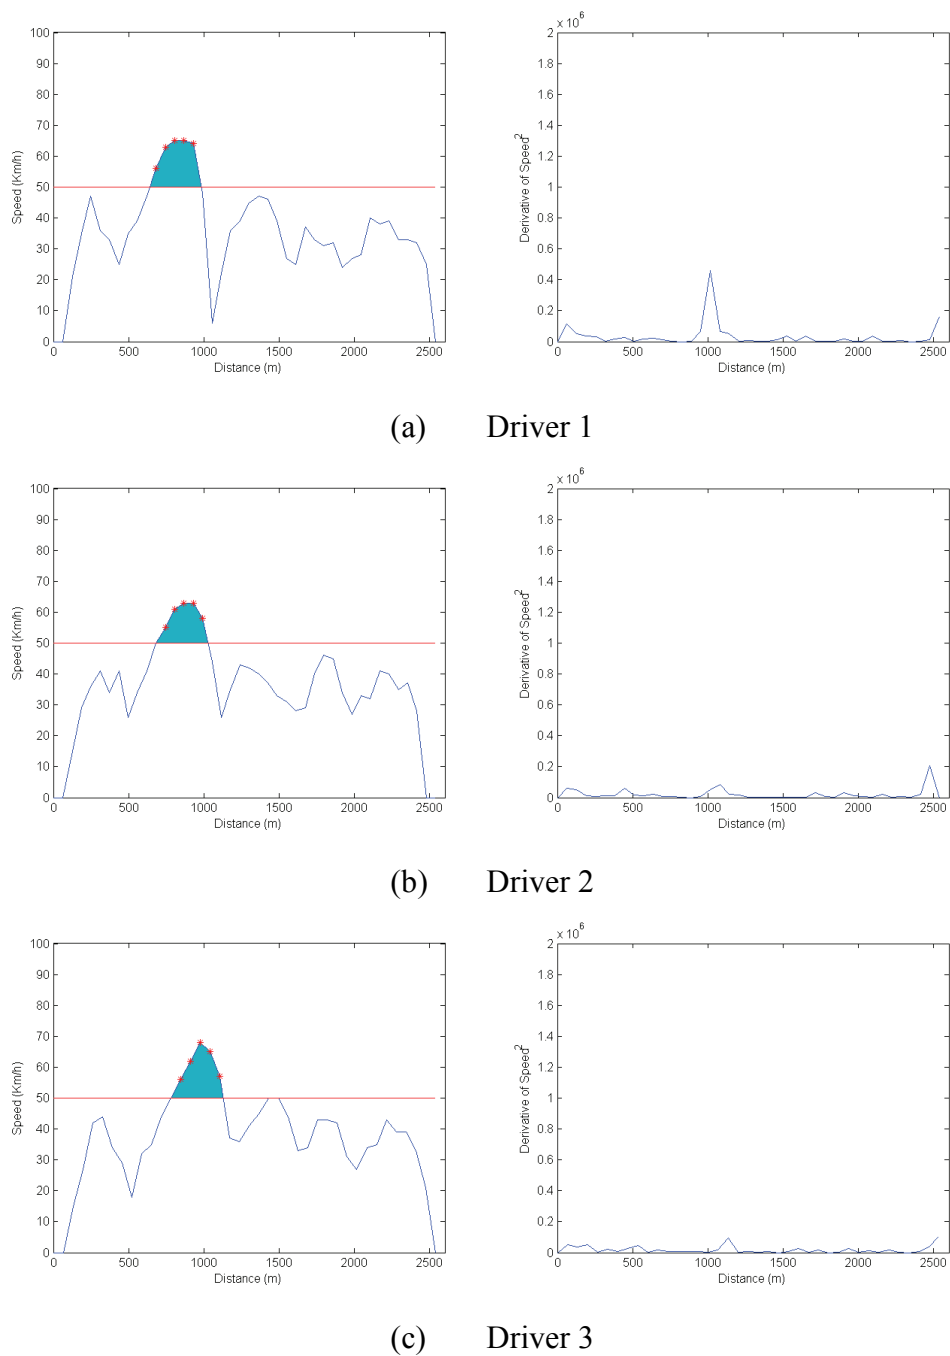 x 10^6
100
90
80
70
60
50
40
30
20
10
0
Speed (Km/h)
0 500 1000 1500 2000 2500
Distance (m)
2
1.8
1.6
1.4
1.2
1
0.8
0.6
0.4
0.2
0
Derivative of Speed^2
0 500 1000 1500 2000 2500
Distance (m)
(a) Driver 1
x 10^6
100
90
80
70
60
50
40
30
20
10
0
Speed (Km/h)
0 500 1000 1500 2000 2500
Distance (m)
2
1.8
1.6
1.4
1.2
1
0.8
0.6
0.4
0.2
0
Derivative of Speed^2
0 500 1000 1500 2000 2500
Distance (m)
(b) Driver 2
x 10^6
100
90
80
70
60
50
40
30
20
10
0
Speed (Km/h)
0 500 1000 1500 2000 2500
Distance (m)
2
1.8
1.6
1.4
1.2
1
0.8
0.6
0.4
0.2
0
Derivative of Speed^2
0 500 1000 1500 2000 2500
Distance (m)
(c) Driver 3